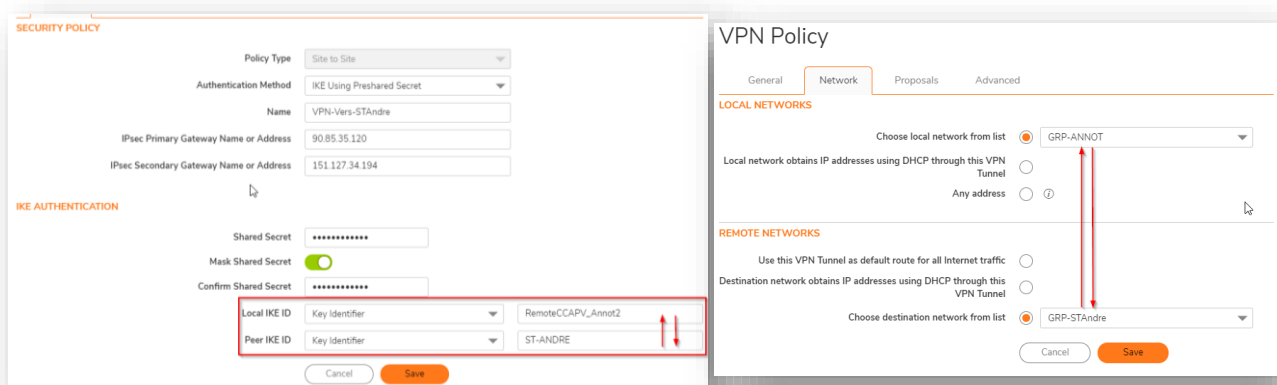 SECURITY POLICY
Policy Type Site to Site
Authentication Method IKE Using Preshared Secret
Name VPN-Vers-STAndre
IPsec Primary Gateway Name or Address 90.85.35.120
IPsec Secondary Gateway Name or Address 151.127.34.194
IKE AUTHENTICATION
Shared Secret ••••••••••••
Mask Shared Secret
Confirm Shared Secret ••••••••••••
Local IKE ID Key Identifier RemoteCCAPV_Annot2
Peer IKE ID Key Identifier ST-ANDRE
Cancel Save
VPN Policy
General Network Proposals Advanced
LOCAL NETWORKS
Choose local network from list GRP-ANNOT
Local network obtains IP addresses using DHCP through this VPN
Tunnel
Any address
REMOTE NETWORKS
Use this VPN Tunnel as default route for all Internet traffic
Destination network obtains IP addresses using DHCP through this
VPN Tunnel
Choose destination network from list GRP-STAndre
Cancel Save